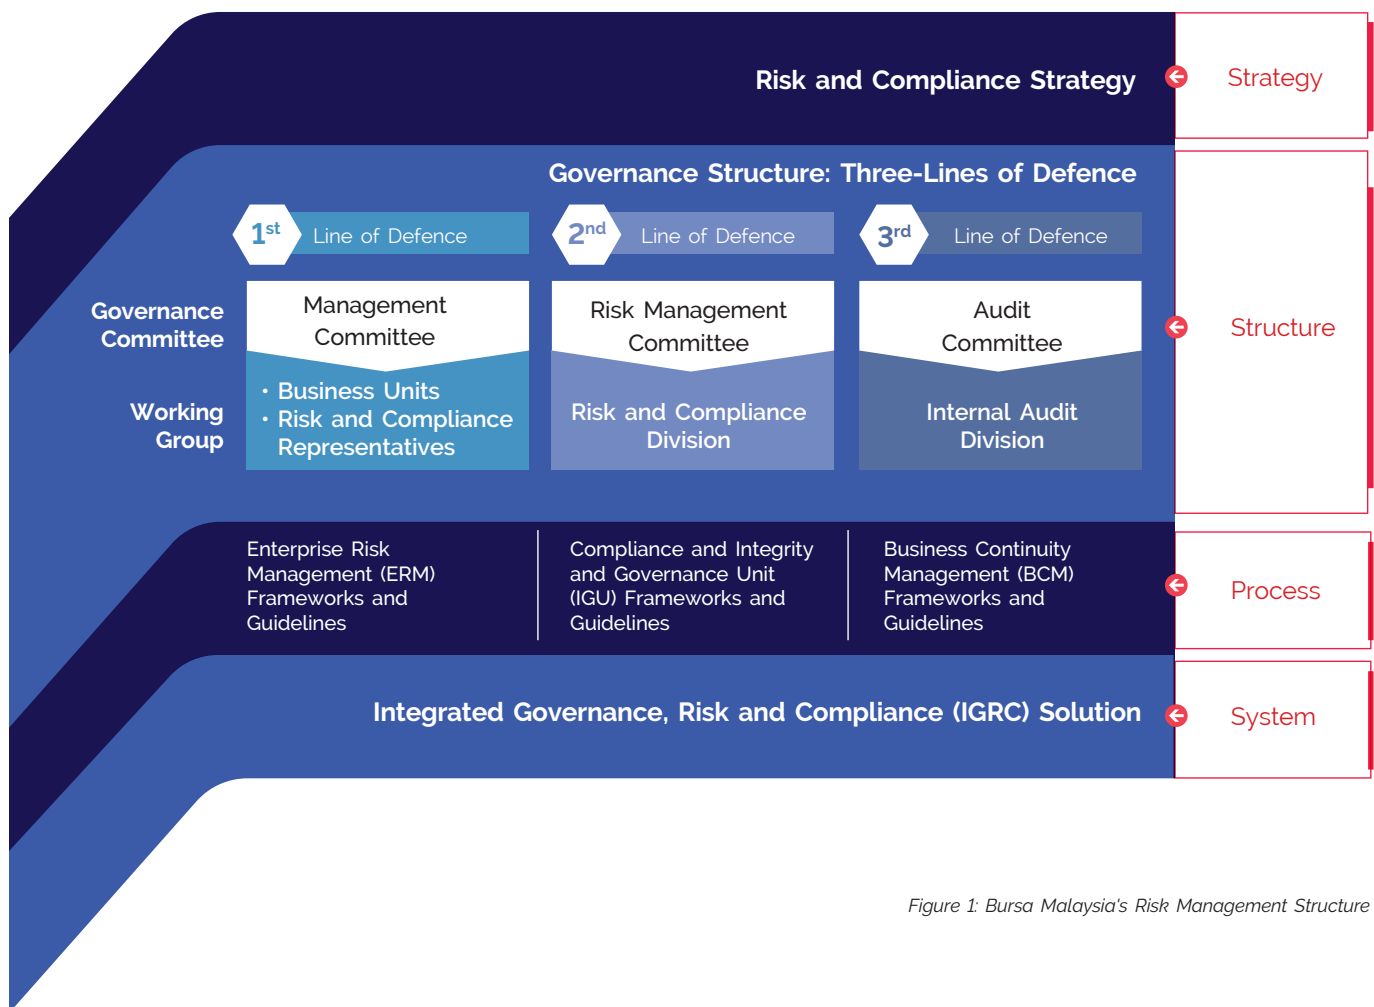 Risk and Compliance Strategy
Strategy
Governance Structure: Three-Lines of Defence
1st Line of Defence
2nd Line of Defence
3rd Line of Defence
Governance
Committee
Management
Committee
Risk Management
Committee
Audit
Committee
Structure
Working
Group
• Business Units
• Risk and Compliance
Representatives
Risk and Compliance
Division
Internal Audit
Division
Enterprise Risk
Management (ERM)
Frameworks and
Guidelines
Compliance and Integrity
and Governance Unit
(IGU) Frameworks and
Guidelines
Business Continuity
Management (BCM)
Frameworks and
Guidelines
Process
Integrated Governance, Risk and Compliance (IGRC) Solution
System
Figure 1: Bursa Malaysia's Risk Management Structure